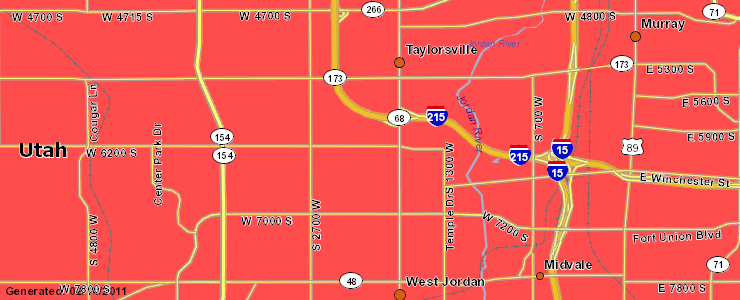 W 4700 S
W 4715 S
W 4700 S
266
W 4800 S
71
Murray
Taylorsville
Jordan River
173
173
E 5300 S
Cougar Ln
68
215
Jordan River
S 700 W
E 5600 S
Center Park Dr
154
E 5900 S
Utah
W 6200 S
154
S 1300 W
215
15
89
15
E Winchester St
S 4800 W
S 2700 W
W 7000 S
Temple Dr
W 7200 S
Fort Union Blvd
Midvale
71
Generated:
W 7800 S
48
West Jordan
E 7800 S